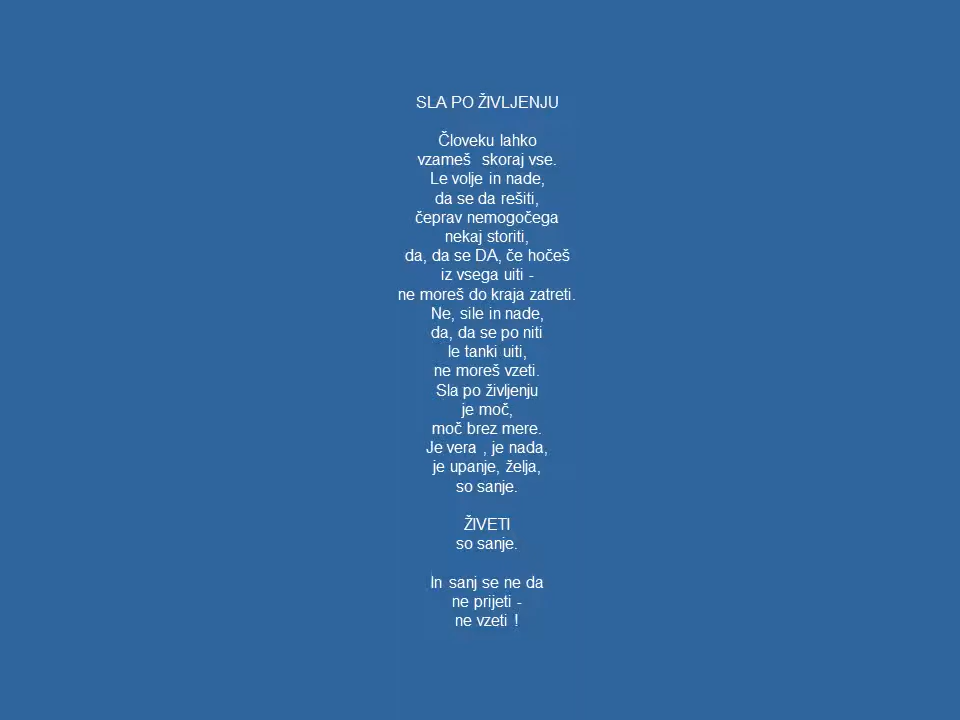 SLA PO ŽIVLJENJU
Človeku lahko
vzameš skoraj vse.
Le volje in nade,
da se da rešiti,
čeprav nemogočega
nekaj storiti,
da, da se DA, če hočeš
iz vsega uiti -
ne moreš do kraja zatreti.
Ne, sile in nade,
da, da se po niti
le tanki uiti,
ne moreš vzeti.
Sla po življenju
je moč,
moč brez mere.
Je vera , je nada,
je upanje, želja,
so sanje.
ŽIVETI
so sanje.
In sanj se ne da
ne prijeti -
ne vzeti !